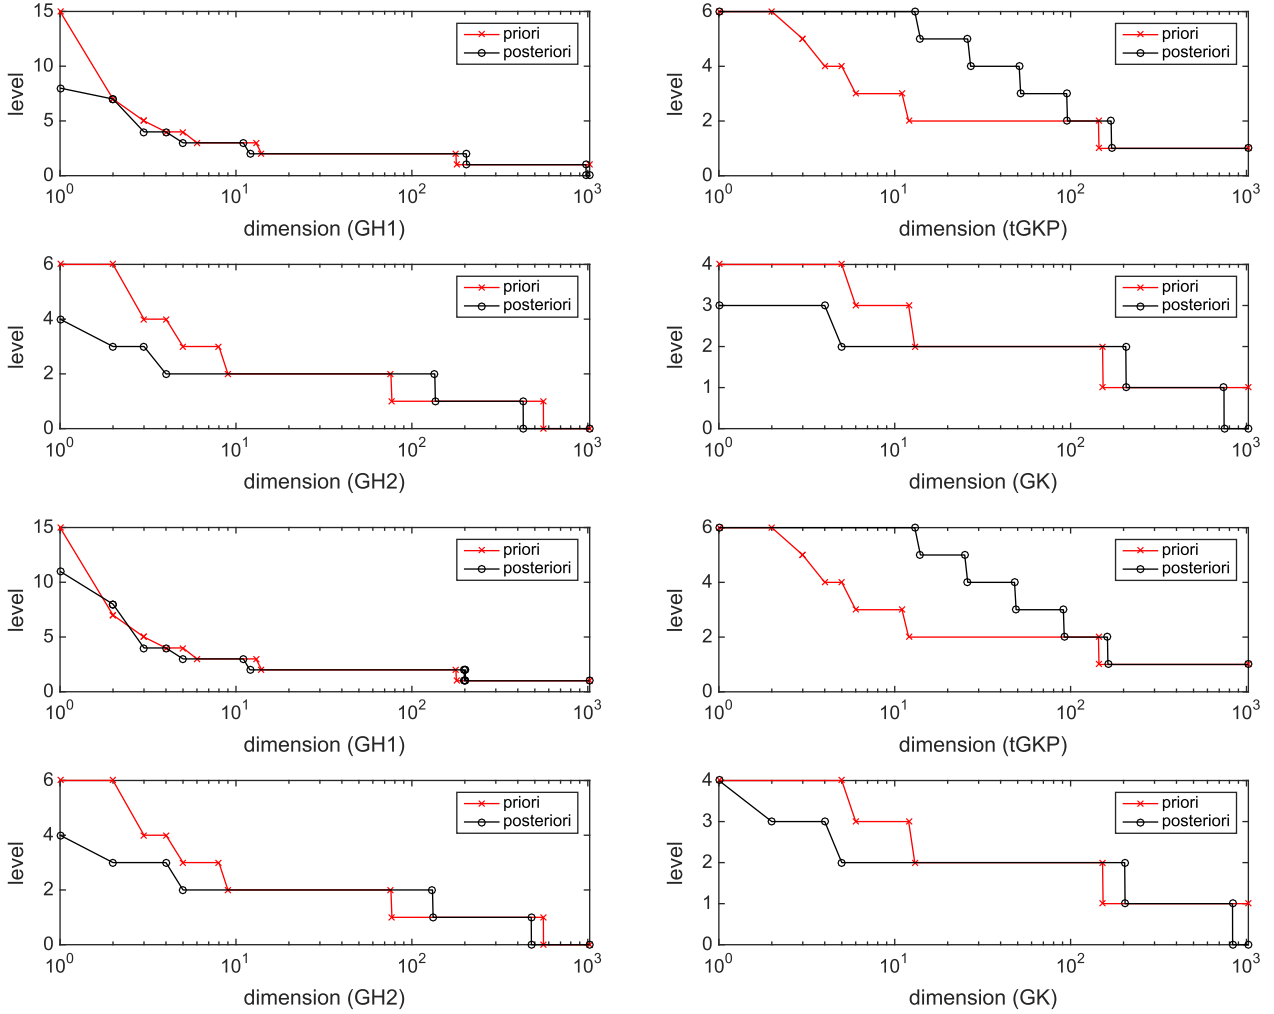 15
10
5
0
level
priori
posteriori
10^0
10^1
10^2
10^3
dimension (GH1)
6
4
2
0
level
priori
posteriori
10^0
10^1
10^2
10^3
dimension (tGKP)
6
4
2
0
level
priori
posteriori
10^0
10^1
10^2
10^3
dimension (GH2)
4
3
2
1
0
level
priori
posteriori
10^0
10^1
10^2
10^3
dimension (GK)
15
10
5
0
level
priori
posteriori
10^0
10^1
10^2
10^3
dimension (GH1)
6
4
2
0
level
priori
posteriori
10^0
10^1
10^2
10^3
dimension (tGKP)
6
4
2
0
level
priori
posteriori
10^0
10^1
10^2
10^3
dimension (GH2)
4
3
2
1
0
level
priori
posteriori
10^0
10^1
10^2
10^3
dimension (GK)